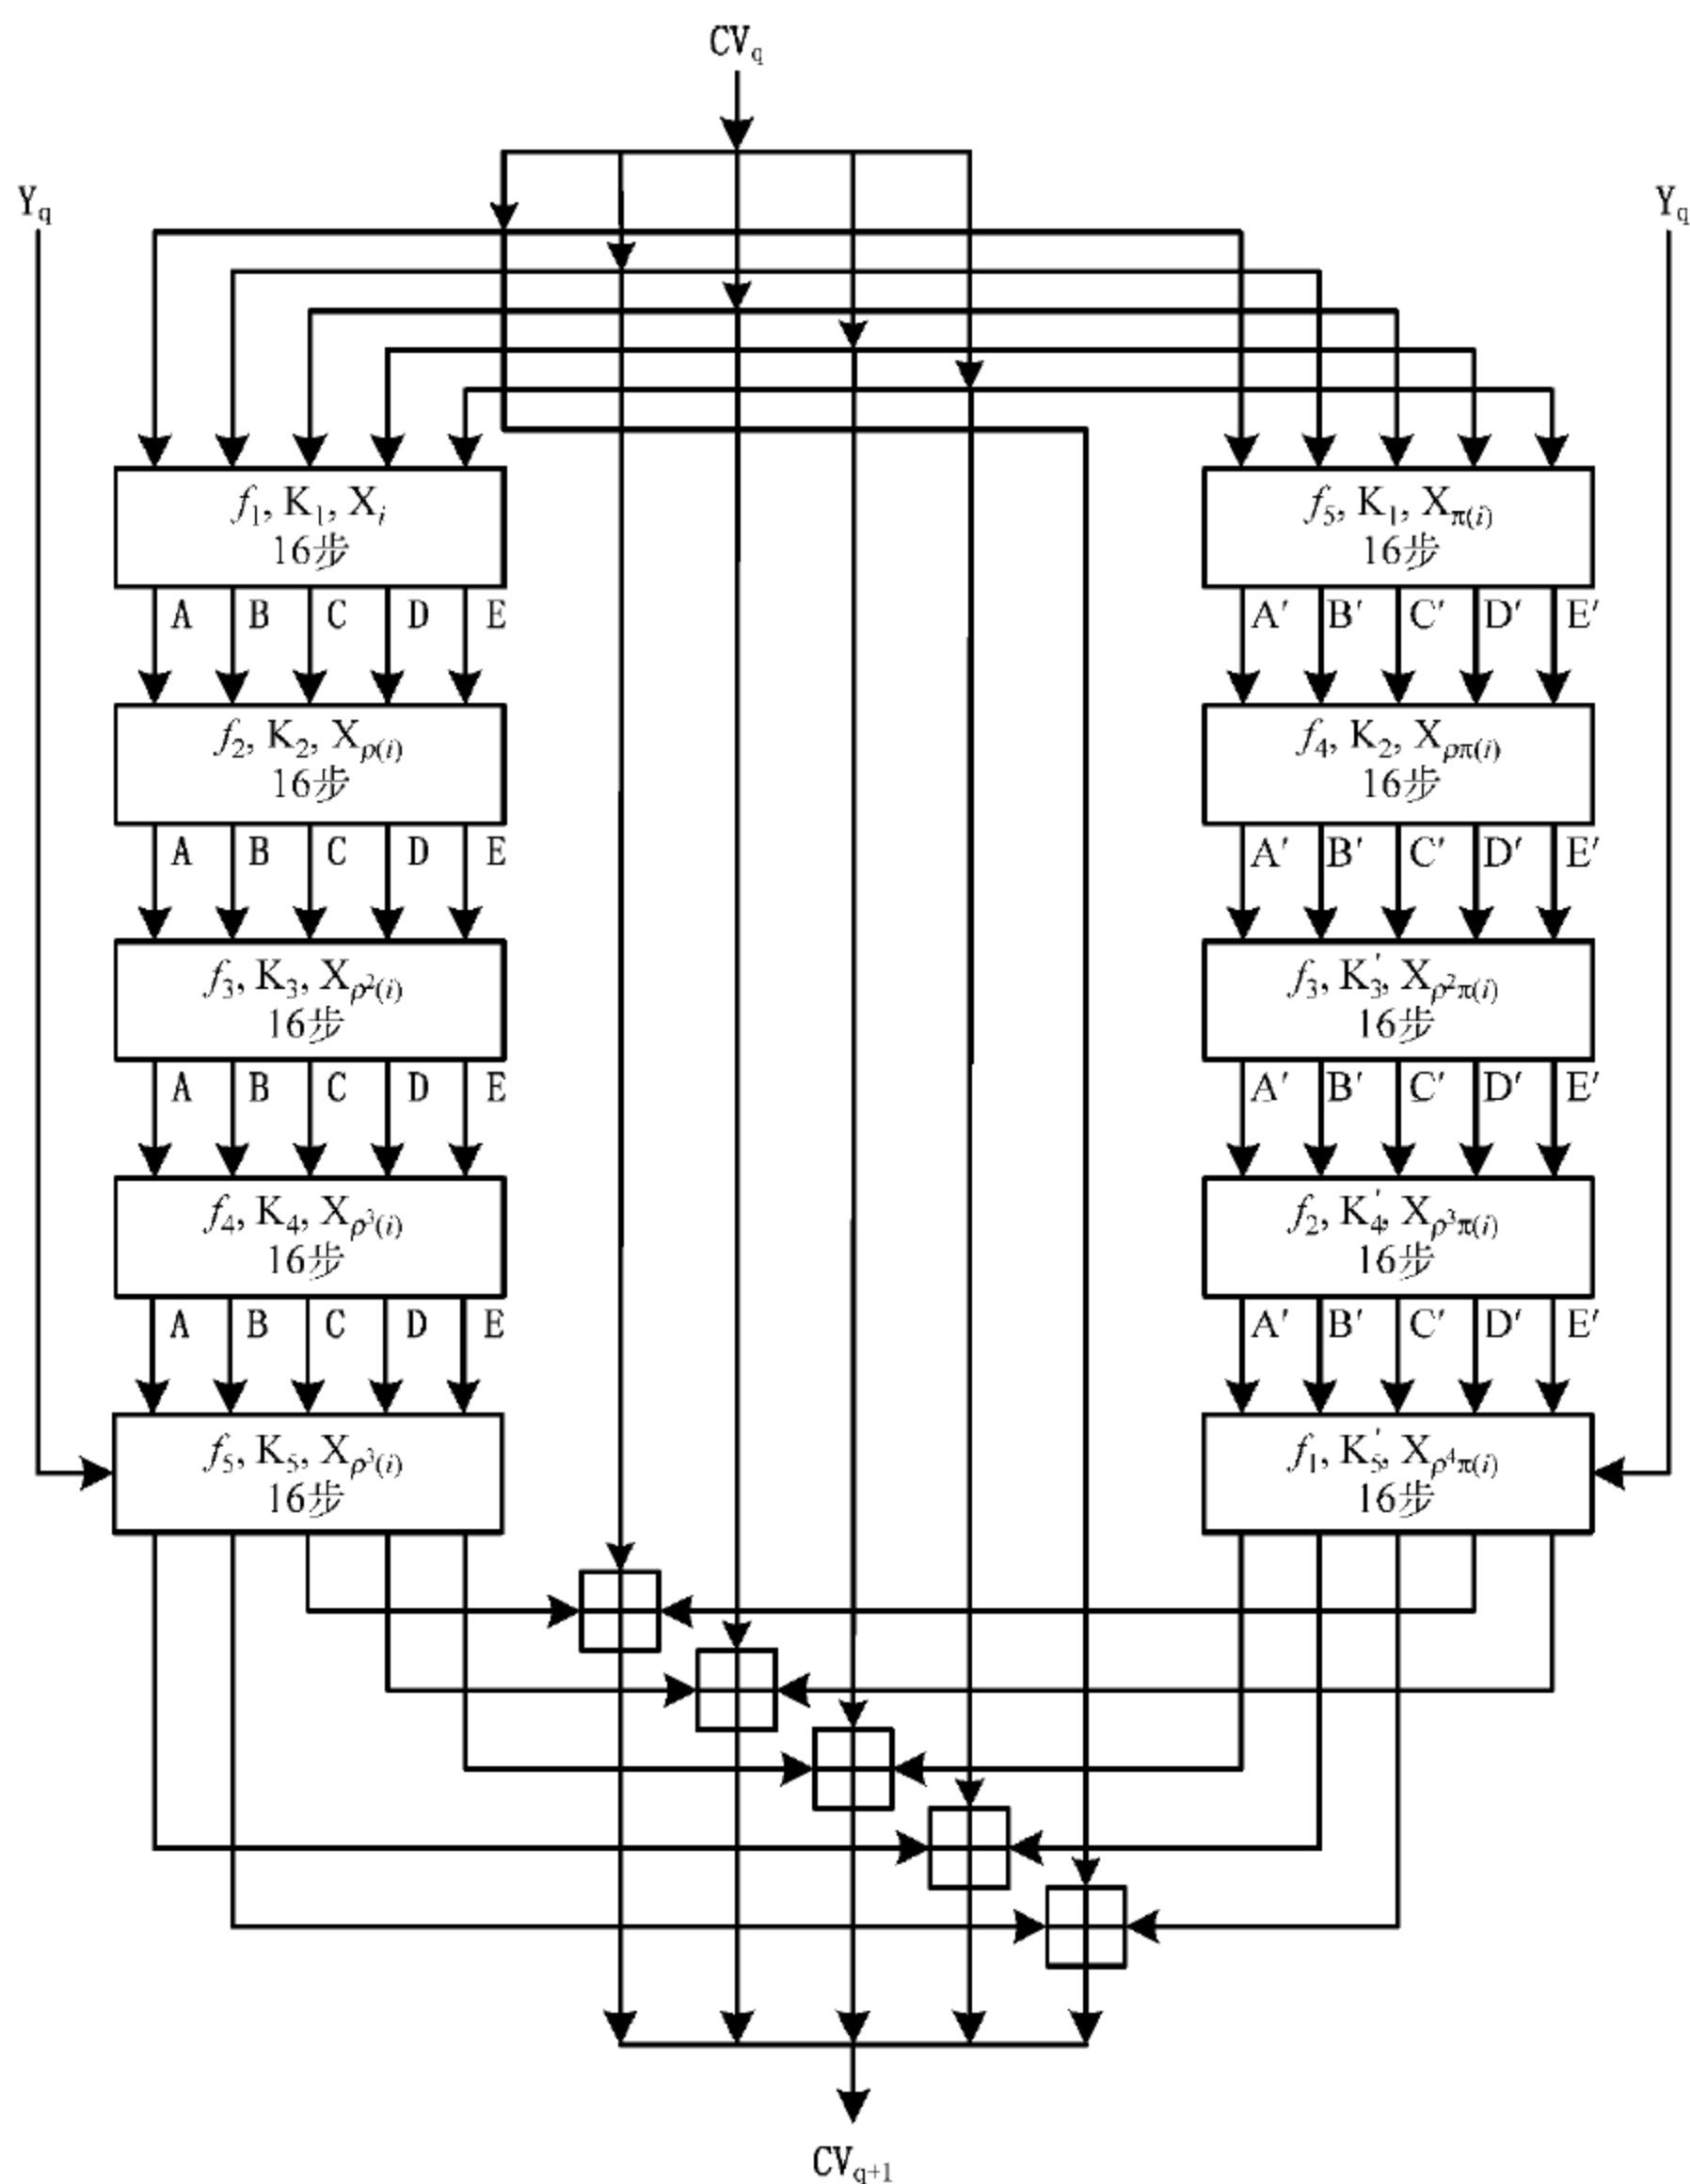 CVq
Yq Yq
f1, K1, Xi
16步
f5, K1, Xπ(i)
16步
A B C D E
A′ B′ C′ D′ E′
f2, K2, Xρ(i)
16步
f4, K2, Xρπ(i)
16步
A B C D E
A′ B′ C′ D′ E′
f3, K3, Xρ²(i)
16步
f3, K3′, Xρ²π(i)
16步
A B C D E
A′ B′ C′ D′ E′
f4, K4, Xρ³(i)
16步
f2, K4′, Xρ³π(i)
16步
A B C D E
A′ B′ C′ D′ E′
f5, K5, Xρ³(i)
16步
f1, K5′, Xρ⁴π(i)
16步
CVq+1